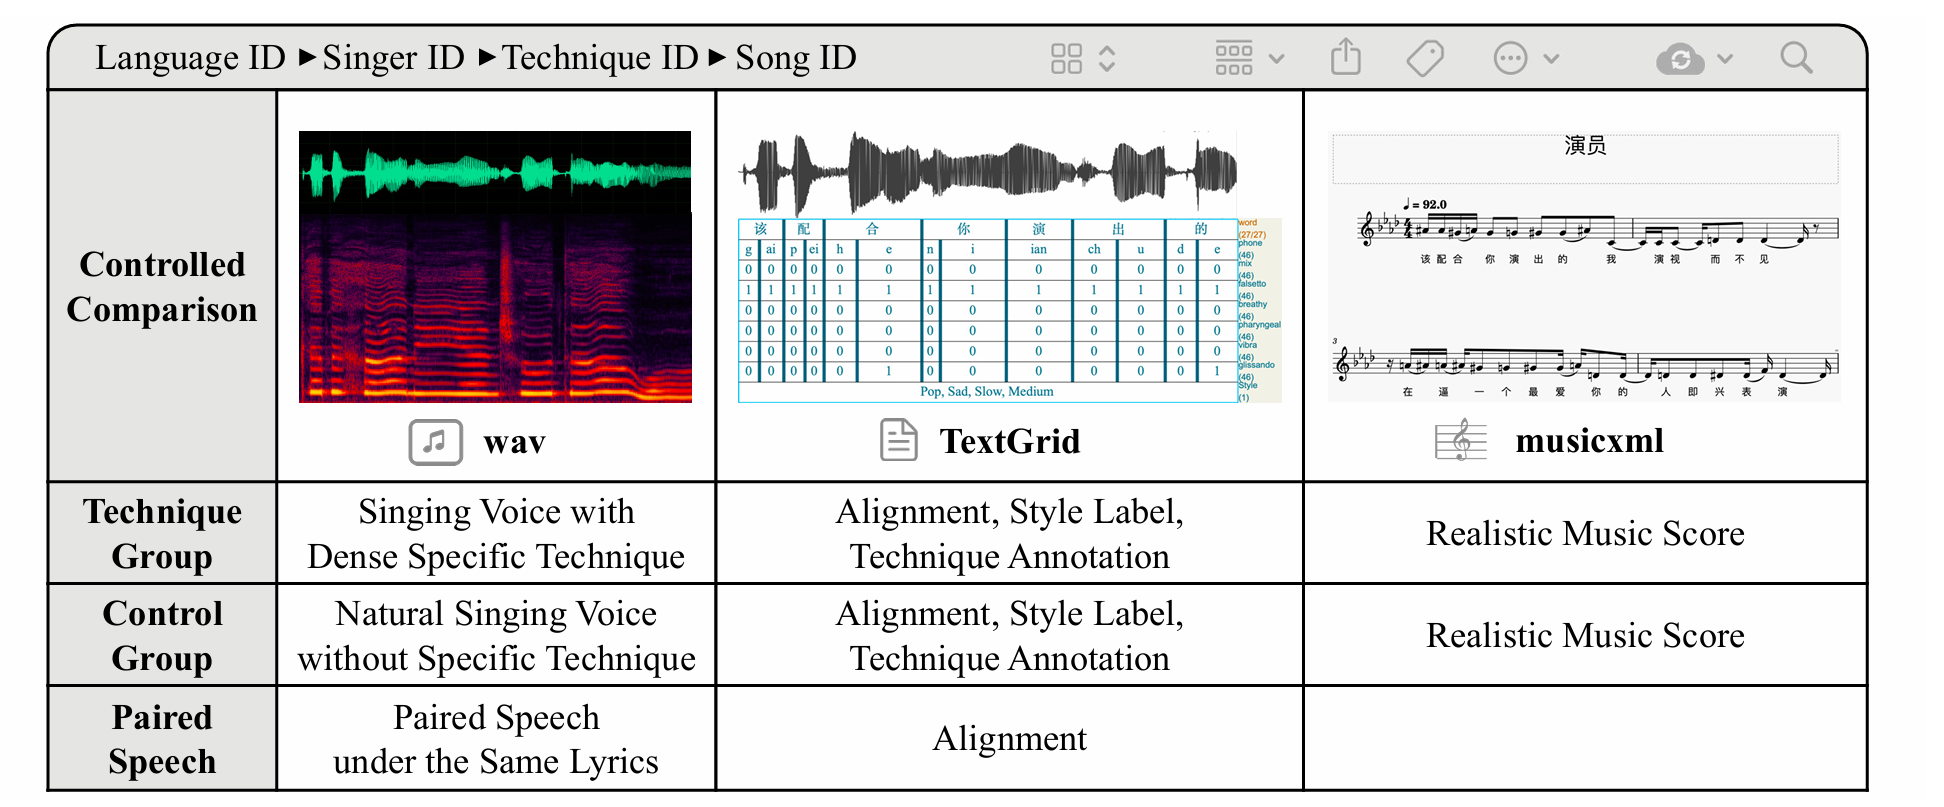 Language ID ▸ Singer ID ▸ Technique ID ▸ Song ID
Controlled
Comparison
该 配 合 你 演 出 的
g ai p ei h e n i ian ch u d e
0 0 0 0 0 0 0 0 0 0 0 0 0
1 1 1 1 1 1 1 1 1 1 1 1 1
0 0 0 0 0 0 0 0 0 0 0 0 0
0 0 0 0 0 0 0 0 0 0 0 0 0
0 0 0 0 0 0 0 0 0 0 0 0 0
0 0 0 0 0 1 0 0 0 0 0 0 1
Pop, Sad, Slow, Medium
word
(27/27)
phone
(46)
mix
(46)
falsetto
(46)
breathy
(46)
pharyngeal
(46)
vibra
(46)
glissando
(46)
Style
(1)
演员
♩ = 92.0
4
4
该 配 合 你 演 出 的 我 演 视 而 不 见
3
在 逼 一 个 最 爱 你 的 人 即 兴 表 演
wav
TextGrid
musicxml
Technique
Group
Singing Voice with
Dense Specific Technique
Alignment, Style Label,
Technique Annotation
Realistic Music Score
Control
Group
Natural Singing Voice
without Specific Technique
Alignment, Style Label,
Technique Annotation
Realistic Music Score
Paired
Speech
Paired Speech
under the Same Lyrics
Alignment